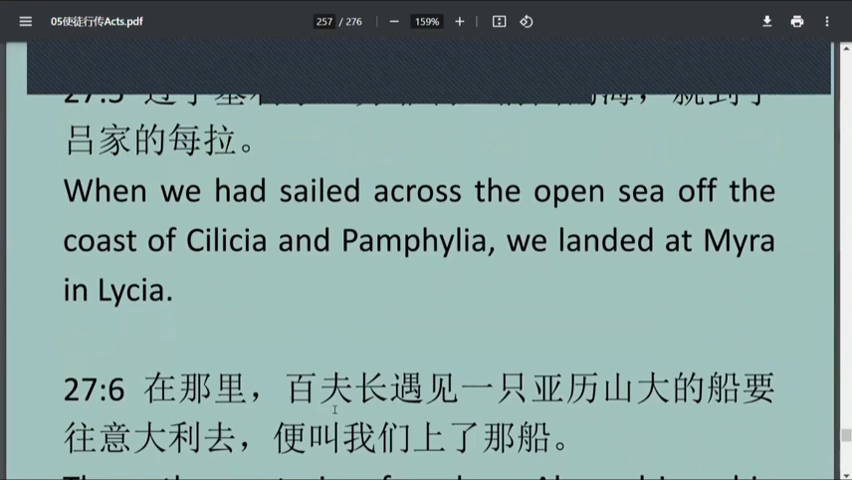 05使徒行传Acts.pdf
257 / 276
159%
吕家的每拉。
When we had sailed across the open sea off the
coast of Cilicia and Pamphylia, we landed at Myra
in Lycia.
27:6 在那里，百夫长遇见一只亚历山大的船要
往意大利去，便叫我们上了那船。